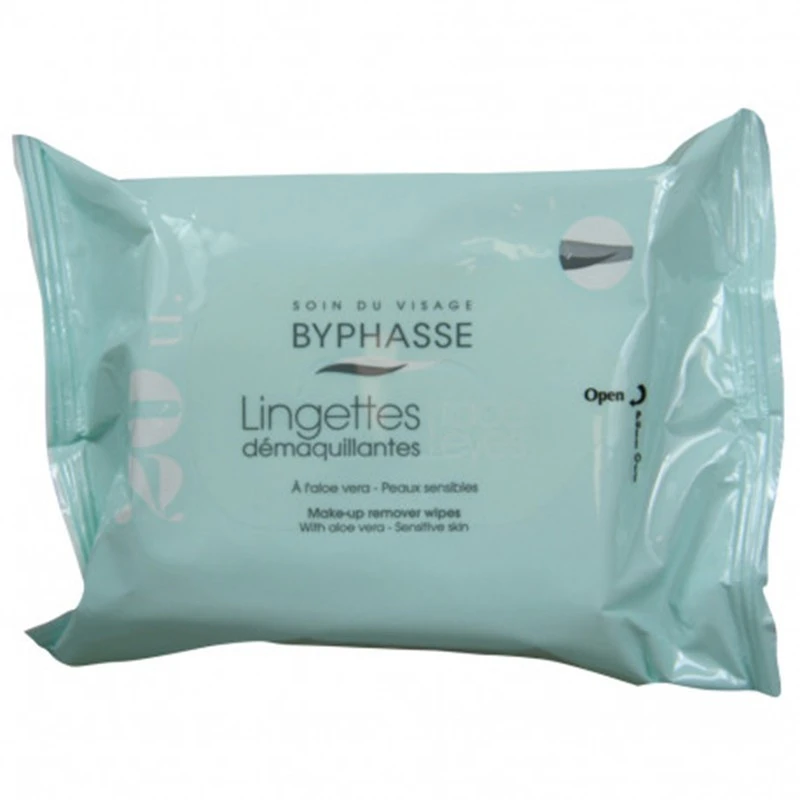 SOIN DU VISAGE
BYPHASSE
Lingettes
démaquillantes
À l'aloe vera - Peaux sensibles
Make-up remover wipes
With aloe vera - Sensitive skin
20 u.
Open